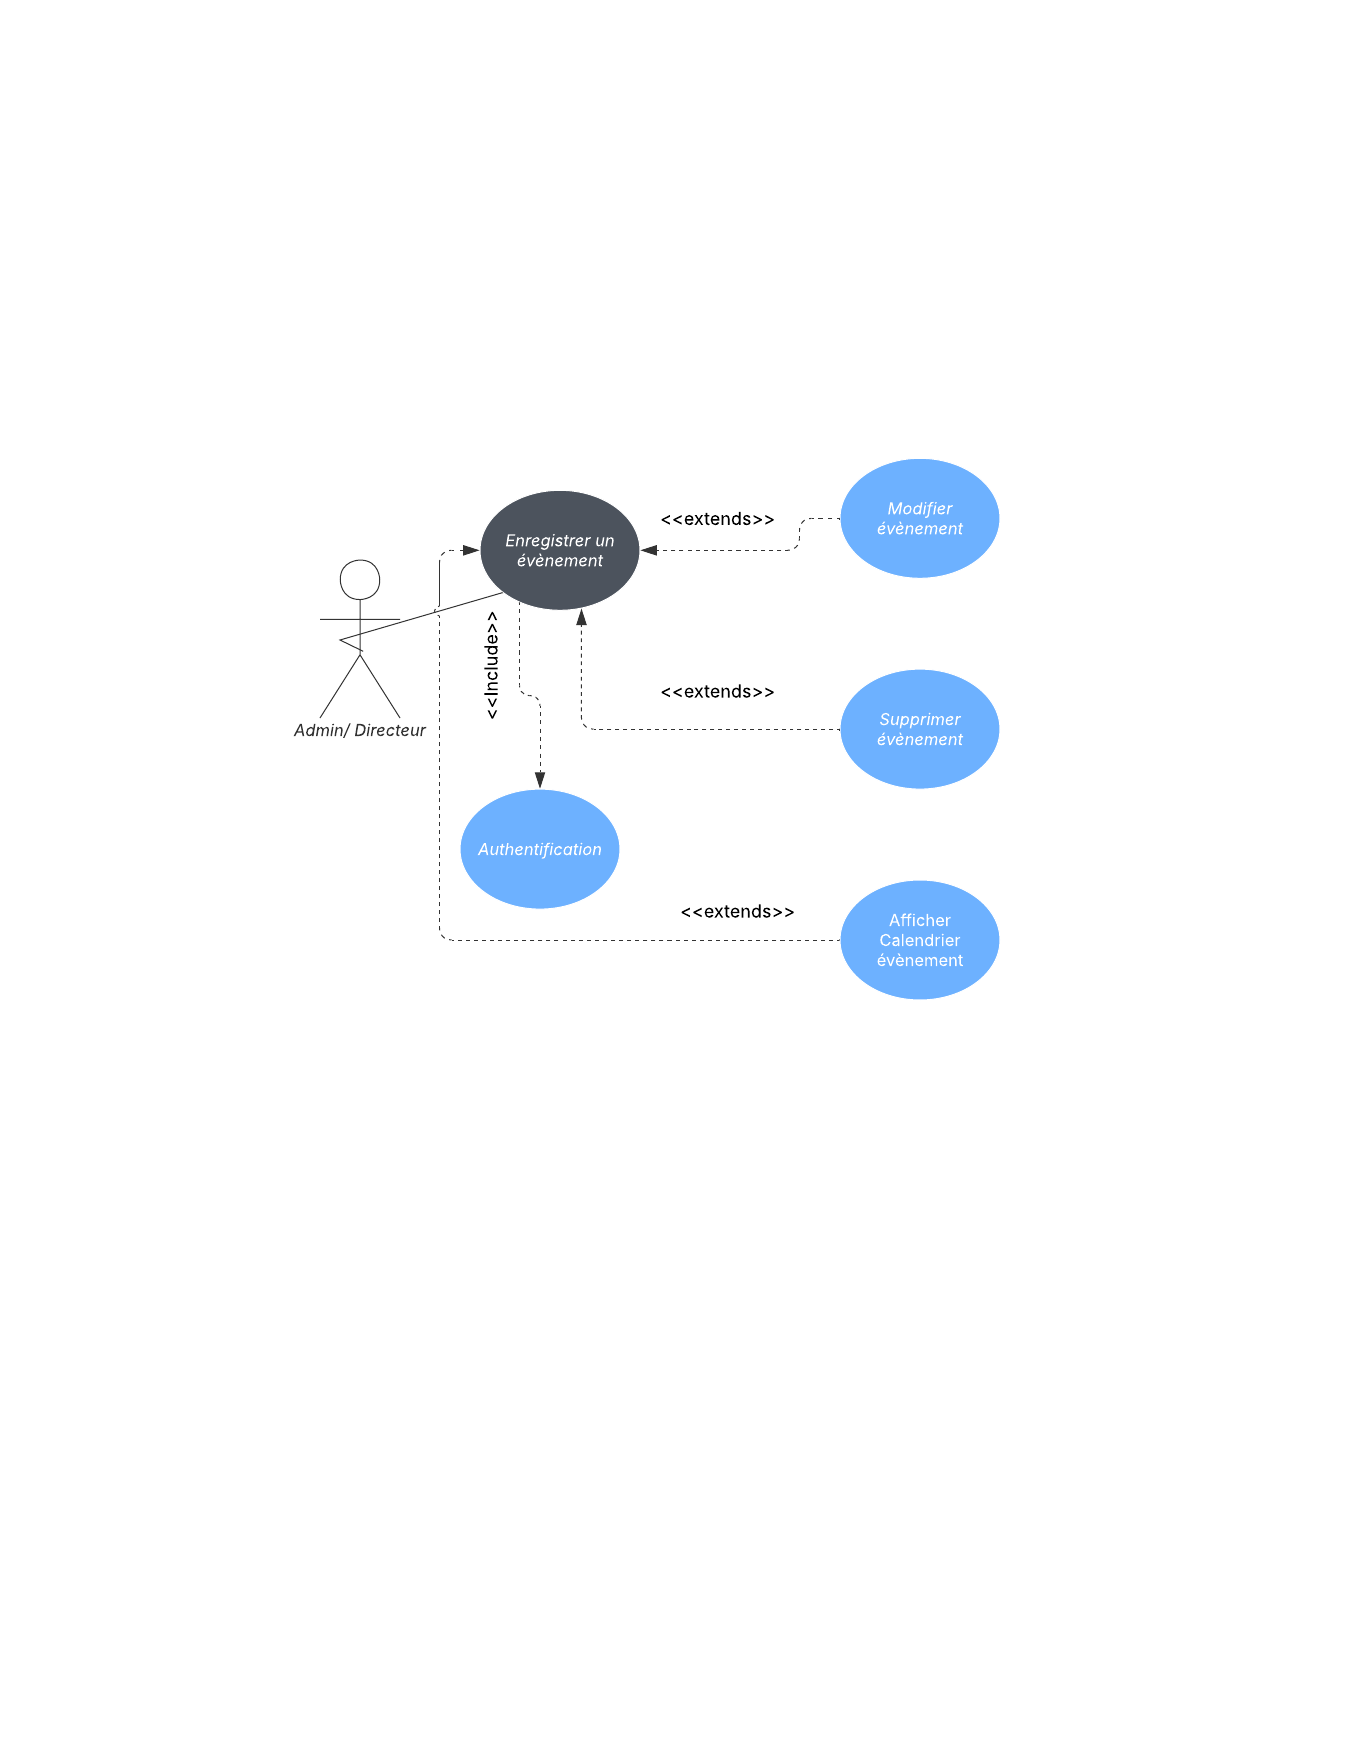 Modifier
évènement
<<extends>>
Enregistrer un
évènement
<<Include>>
<<extends>>
Supprimer
évènement
Admin/ Directeur
Authentification
<<extends>>
Afficher
Calendrier
évènement